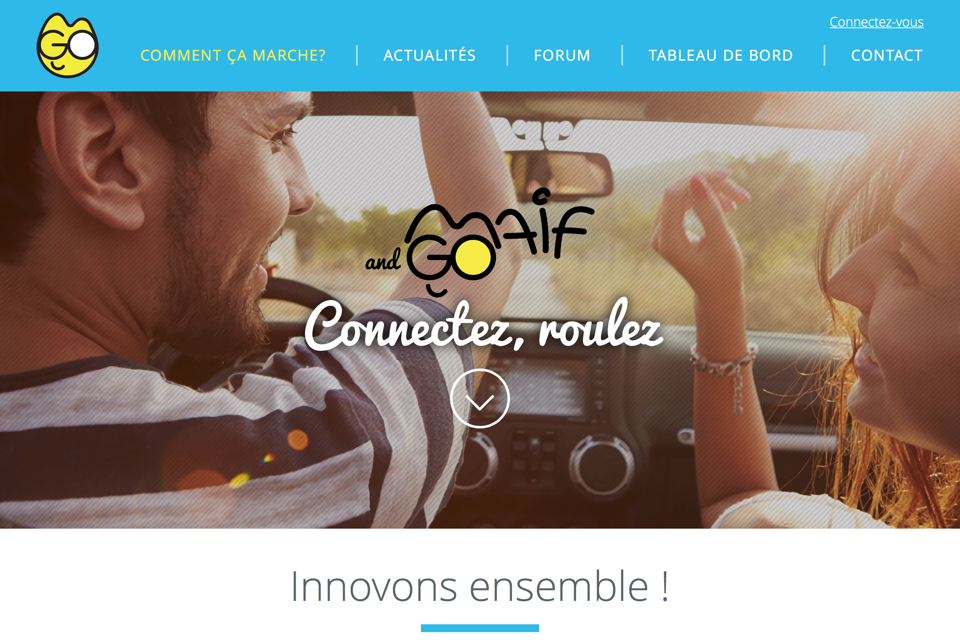 GO
Connectez-vous
COMMENT ÇA MARCHE?
ACTUALITÉS
FORUM
TABLEAU DE BORD
CONTACT
and GO MAIF
Connectez, roulez
Innovons ensemble !